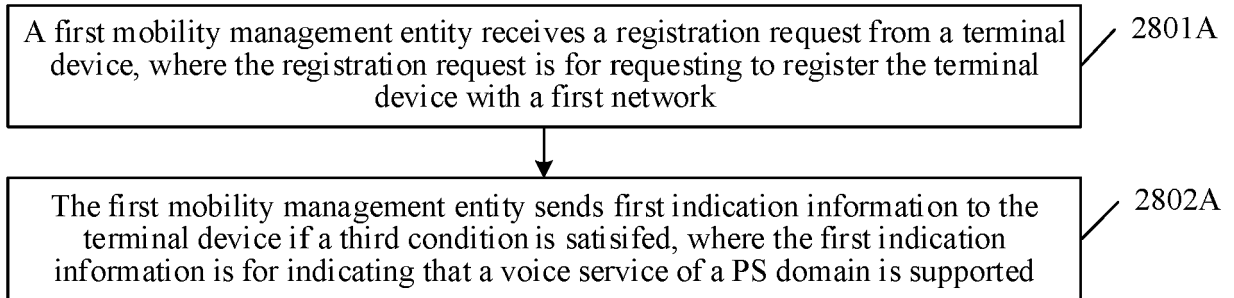 A first mobility management entity receives a registration request from a terminal
device, where the registration request is for requesting to register the terminal
device with a first network
2801A
The first mobility management entity sends first indication information to the
terminal device if a third condition is satisifed, where the first indication
information is for indicating that a voice service of a PS domain is supported
2802A